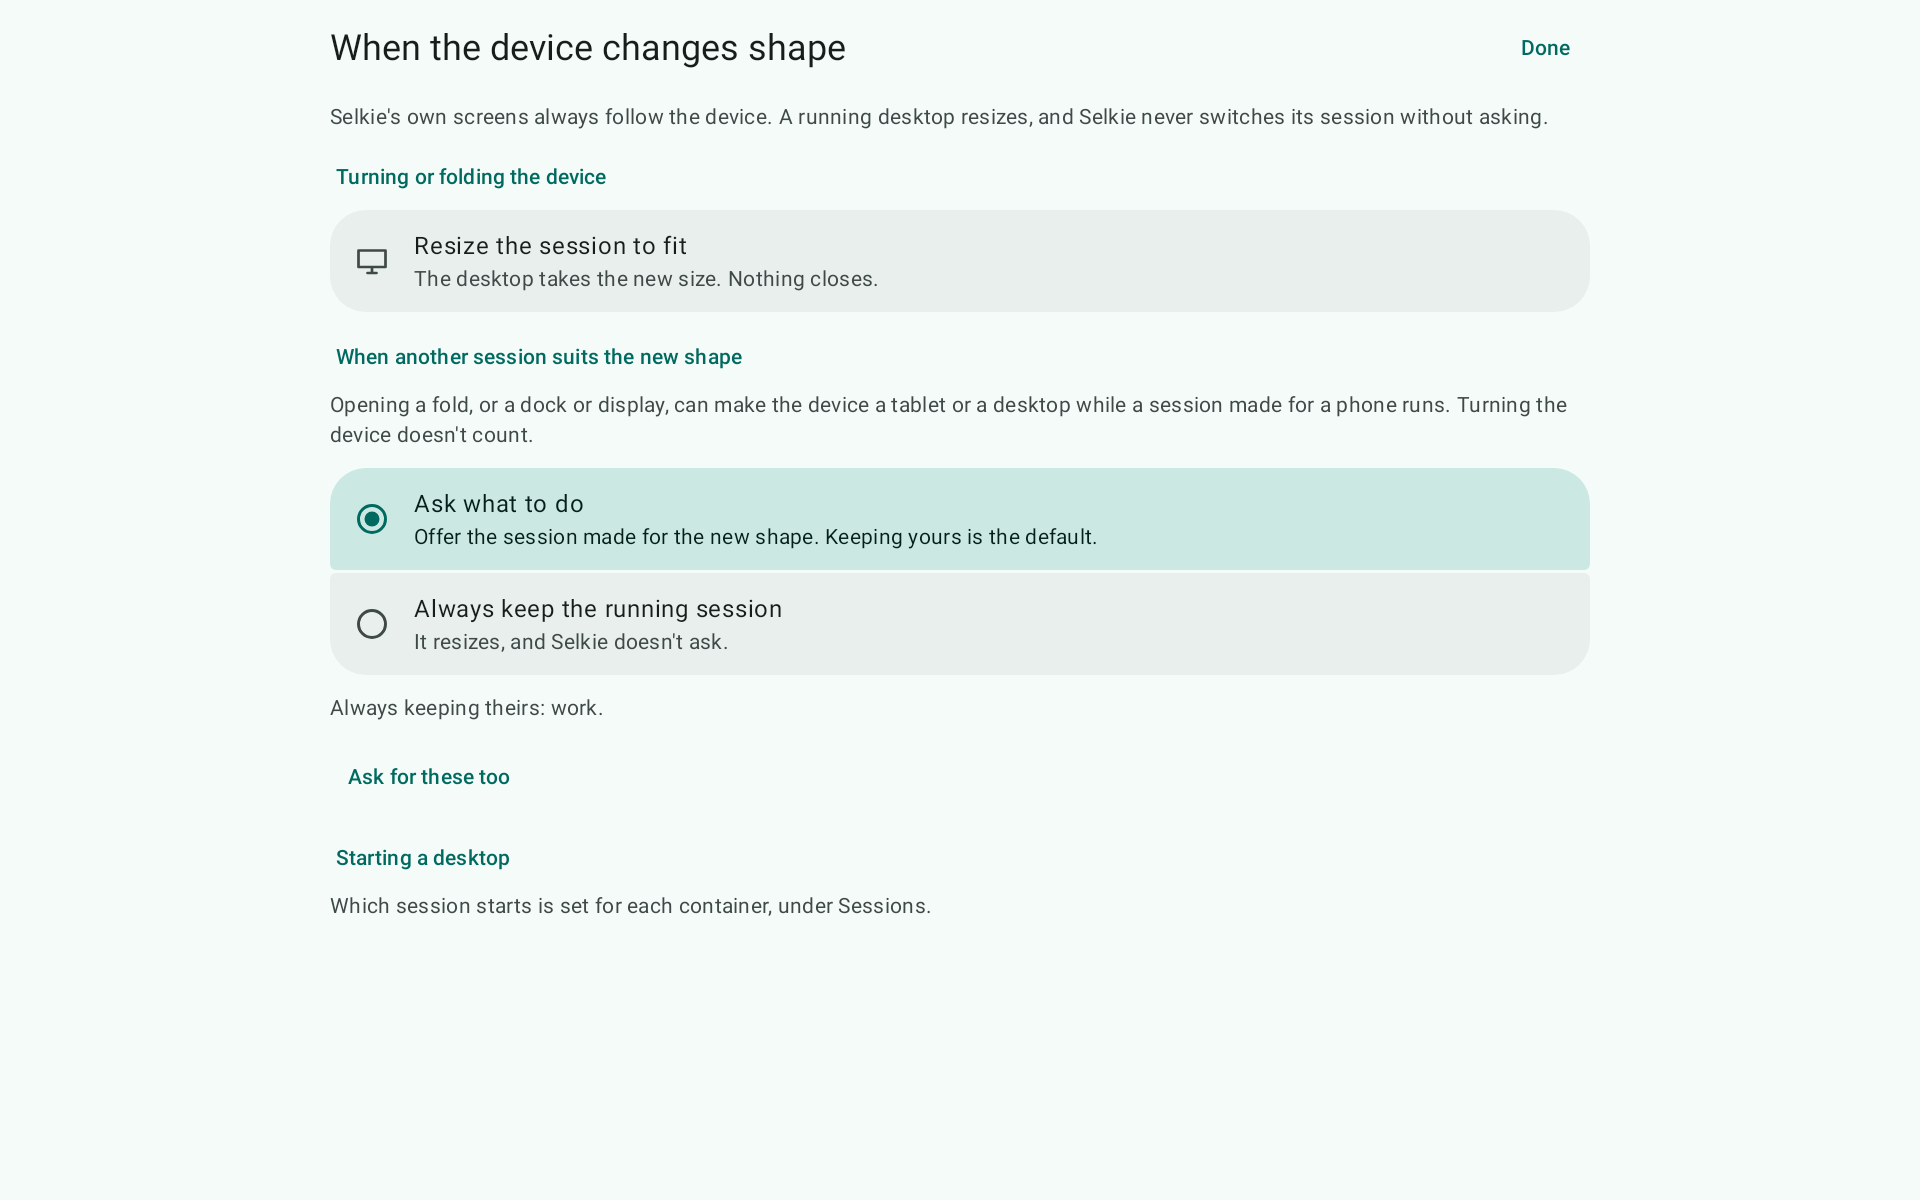 When the device changes shape
Done
Selkie's own screens always follow the device. A running desktop resizes, and Selkie never switches its session without asking.
Turning or folding the device
Resize the session to fit
The desktop takes the new size. Nothing closes.
When another session suits the new shape
Opening a fold, or a dock or display, can make the device a tablet or a desktop while a session made for a phone runs. Turning the
device doesn't count.
Ask what to do
Offer the session made for the new shape. Keeping yours is the default.
Always keep the running session
It resizes, and Selkie doesn't ask.
Always keeping theirs: work.
Ask for these too
Starting a desktop
Which session starts is set for each container, under Sessions.